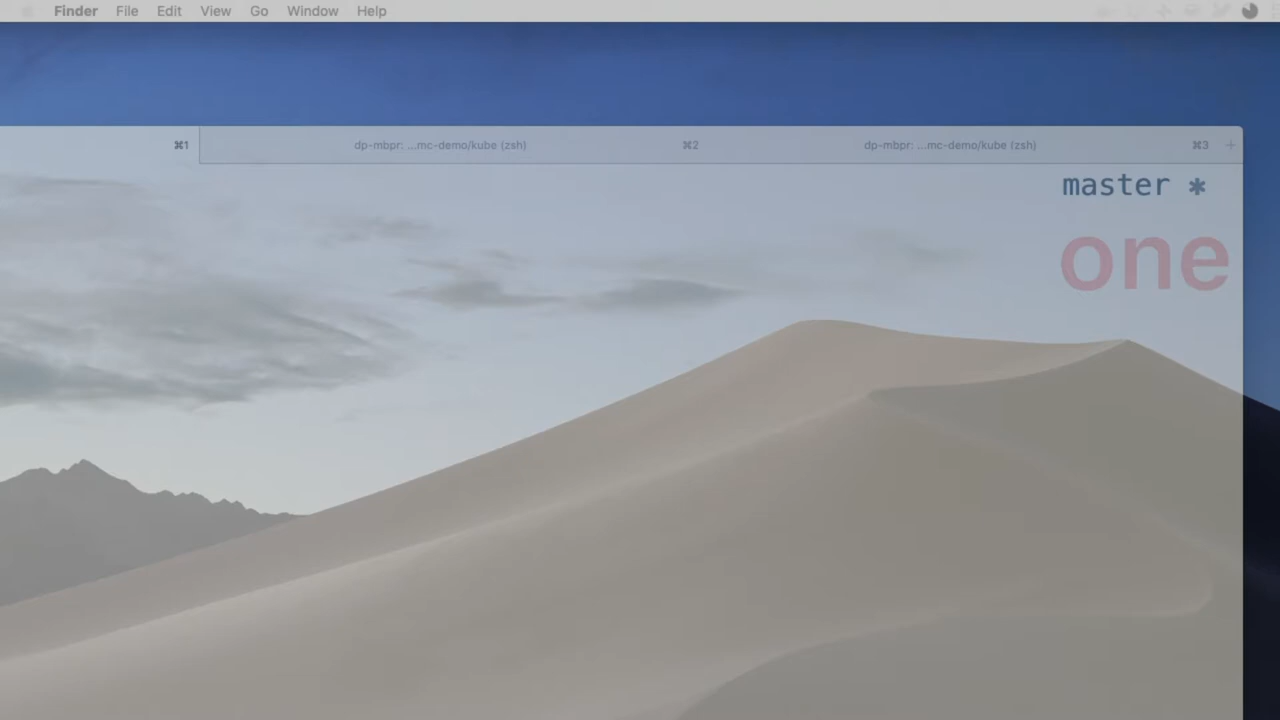 Finder File Edit View Go Window Help
⌘1 dp-mbpr: ...mc-demo/kube (zsh) ⌘2 dp-mbpr: ...mc-demo/kube (zsh) ⌘3 +
master *
one